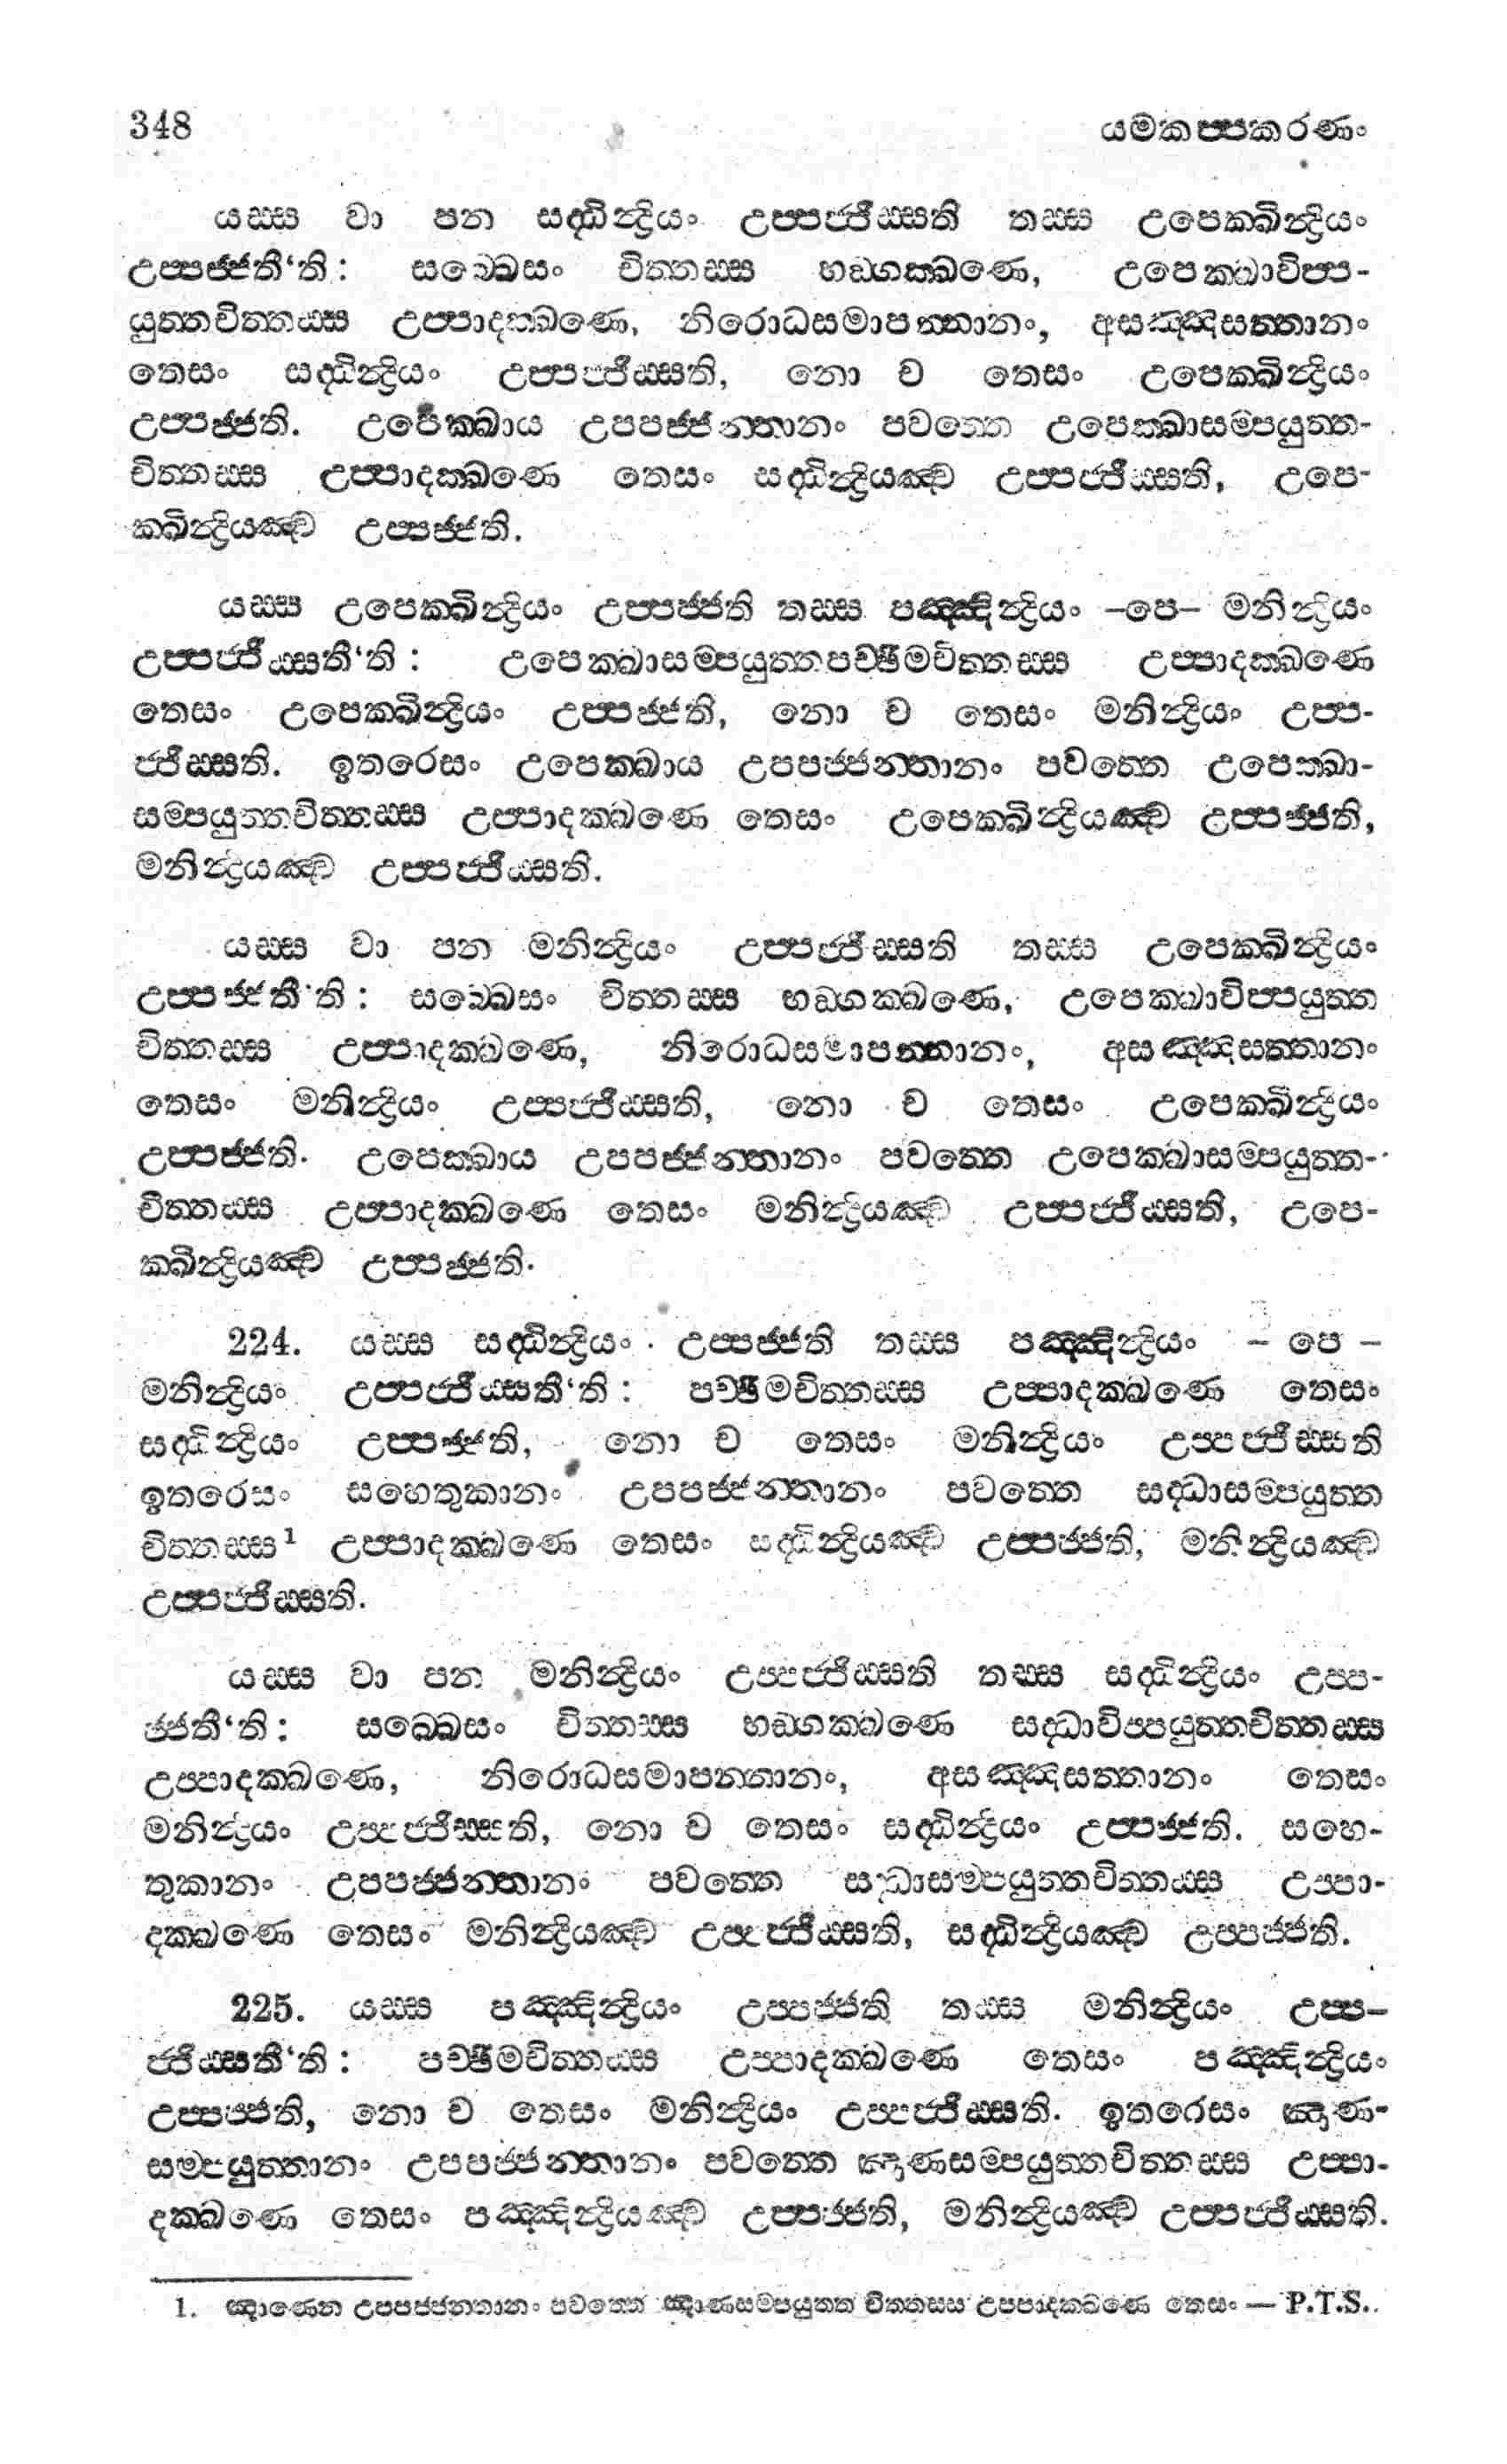 348 යමකප්පකරණං
යස්ස වා පන සද්ධින්ද්‍රියං උප්පජ්ජිස්සති තස්ස උපෙක්ඛින්ද්‍රියං
උප්පජ්ජතී‘ති : සබ්බෙසං චිත්තස්ස භඞ්ගක්ඛණෙ, උපෙක්ඛාවිප්ප-
යුත්තචිත්තස්ස උප්පාදක්ඛණෙ, නිරොධසමාපන්නානං, අසඤ්ඤසත්තානං
තෙසං සද්ධින්ද්‍රියං උප්පජ්ජිස්සති, නො ච තෙසං උපෙක්ඛින්ද්‍රියං
උප්පජ්ජති. උපෙක්ඛාය උපපජ්ජන්තානං පවත්තෙ උපෙක්ඛාසම්පයුත්ත-
චිත්තස්ස උප්පාදක්ඛණෙ තෙසං සද්ධින්ද්‍රියඤ්ච උප්පජ්ජිස්සති, උපෙ-
ක්ඛින්ද්‍රියඤ්ච උප්පජ්ජති.
යස්ස උපෙක්ඛින්ද්‍රියං උප්පජ්ජති තස්ස පඤ්ඤින්ද්‍රියං –පෙ– මනින්ද්‍රියං
උප්පජ්ජිස්සතී‘ති : උපෙක්ඛාසම්පයුත්තපච්ඡිමචිත්තස්ස උප්පාදක්ඛණෙ
තෙසං උපෙක්ඛින්ද්‍රියං උප්පජ්ජති, නො ච තෙසං මනින්ද්‍රියං උප්ප-
ජ්ජිස්සති. ඉතරෙසං උපෙක්ඛාය උපපජ්ජන්තානං පවත්තෙ උපෙක්ඛා-
සම්පයුත්තචිත්තස්ස උප්පාදක්ඛණෙ තෙසං උපෙක්ඛින්ද්‍රියඤ්ච උප්පජ්ජති,
මනින්ද්‍රියඤ්ච උප්පජ්ජිස්සති.
යස්ස වා පන මනින්ද්‍රියං උප්පජ්ජිස්සති තස්ස උපෙක්ඛින්ද්‍රියං
උප්පජ්ජතී‘ති : සබ්බෙසං චිත්තස්ස භඞ්ගක්ඛණෙ, උපෙක්ඛාවිප්පයුත්ත
චිත්තස්ස උප්පාදක්ඛණෙ, නිරොධසමාපන්නානං, අසඤ්ඤසත්තානං
තෙසං මනින්ද්‍රියං උප්පජ්ජිස්සති, නො ච තෙසං උපෙක්ඛින්ද්‍රියං
උප්පජ්ජති. උපෙක්ඛාය උපපජ්ජන්තානං පවත්තෙ උපෙක්ඛාසම්පයුත්ත-
චිත්තස්ස උප්පාදක්ඛණෙ තෙසං මනින්ද්‍රියඤ්ච උප්පජ්ජිස්සති, උපෙ-
ක්ඛින්ද්‍රියඤ්ච උප්පජ්ජති.
224. යස්ස සද්ධින්ද්‍රියං උප්පජ්ජති තස්ස පඤ්ඤින්ද්‍රියං – පෙ –
මනින්ද්‍රියං උප්පජ්ජිස්සතී‘ති : පච්ඡිමචිත්තස්ස උප්පාදක්ඛණෙ තෙසං
සද්ධින්ද්‍රියං උප්පජ්ජති, නො ච තෙසං මනින්ද්‍රියං උප්පජ්ජිස්සති
ඉතරෙසං සහෙතුකානං උපපජ්ජන්තානං පවත්තෙ සද්ධාසම්පයුත්ත
චිත්තස්ස¹ උප්පාදක්ඛණෙ තෙසං සද්ධින්ද්‍රියඤ්ච උප්පජ්ජති, මනින්ද්‍රියඤ්ච
උප්පජ්ජිස්සති.
යස්ස වා පන මනින්ද්‍රියං උප්පජ්ජිස්සති තස්ස සද්ධින්ද්‍රියං උප්ප-
ජ්ජතී‘ති : සබ්බෙසං චිත්තස්ස භඞ්ගක්ඛණෙ සද්ධාවිප්පයුත්තචිත්තස්ස
උප්පාදක්ඛණෙ, නිරොධසමාපන්නානං, අසඤ්ඤසත්තානං තෙසං
මනින්ද්‍රියං උප්පජ්ජිස්සති, නො ච තෙසං සද්ධින්ද්‍රියං උප්පජ්ජති. සහෙ-
තුකානං උපපජ්ජන්තානං පවත්තෙ සද්ධාසම්පයුත්තචිත්තස්ස උප්පා-
දක්ඛණෙ තෙසං මනින්ද්‍රියඤ්ච උප්පජ්ජිස්සති, සද්ධින්ද්‍රියඤ්ච උප්පජ්ජති.
225. යස්ස පඤ්ඤින්ද්‍රියං උප්පජ්ජති තස්ස මනින්ද්‍රියං උප්ප–
ජ්ජිස්සතී‘ති : පච්ඡිමචිත්තස්ස උප්පාදක්ඛණෙ තෙසං පඤ්ඤින්ද්‍රියං
උප්පජ්ජති, නො ච තෙසං මනින්ද්‍රියං උප්පජ්ජිස්සති. ඉතරෙසං ඤාණ-
සම්පයුත්තානං උපපජ්ජන්තානං පවත්තෙ ඤාණසම්පයුත්තචිත්තස්ස උප්පා-
දක්ඛණෙ තෙසං පඤ්ඤින්ද්‍රියඤ්ච උප්පජ්ජති, මනින්ද්‍රියඤ්ච උප්පජ්ජිස්සති.
1. ඤාණෙන උපපජ්ජන්තානං පවත්තෙ ඤාණසම්පයුත්ත චිත්තස්ස උප්පාදක්ඛණෙ තෙසං — P.T.S..